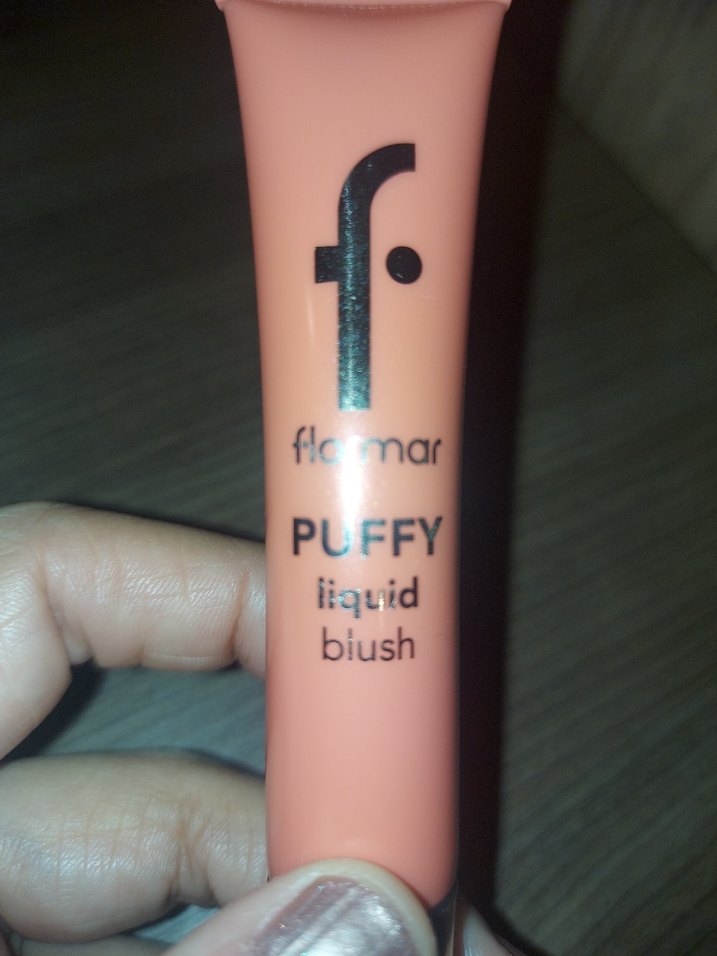 f.
flormar
PUFFY
liquid
blush